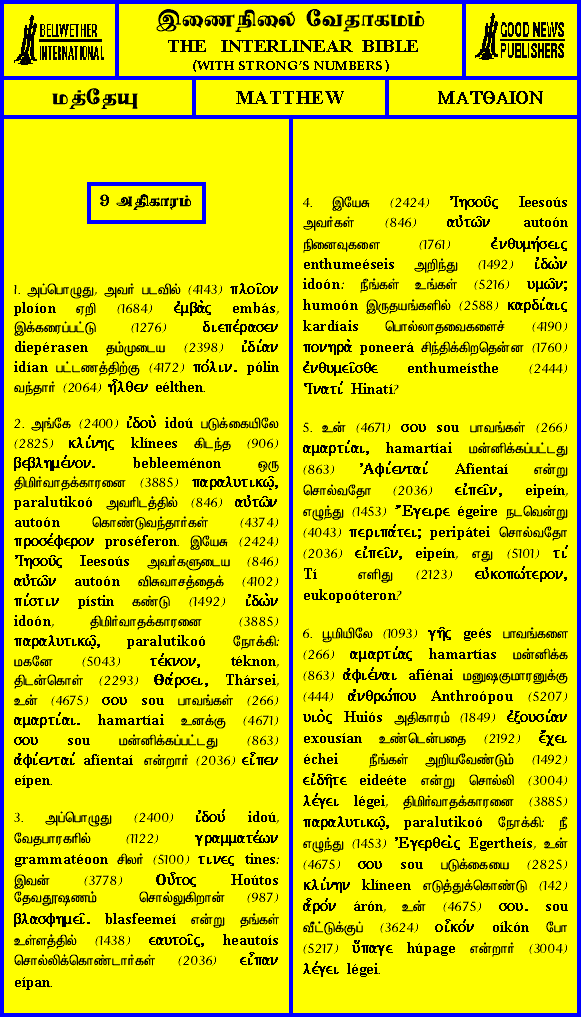 BELLWETHER
INTERNATIONAL
இணைநிலை வேதாகமம்
THE INTERLINEAR BIBLE
(WITH STRONG'S NUMBERS)
GOOD NEWS
PUBLISHERS
மத்தேயு
MATTHEW
ΜΑΤΘΑΙΟΝ
9 அதிகாரம்
1. அப்பொழுது, அவர் படவில் (4143) πλοῖον
ploíon ஏறி (1684) ἐμβὰς embás,
இக்கரைப்பட்டு (1276) διεπέρασεν
diepérasen தம்முடைய (2398) ἰδίαν
idían பட்டணத்திற்கு (4172) πόλιν. pólin
வந்தார் (2064) ἦλθεν eélthen.
2. அங்கே (2400) ἰδοὺ idoú படுக்கையிலே
(2825) κλίνης klínees கிடந்த (906)
βεβλημένον. bebleeménon ஒரு
திமிர்வாதக்காரனை (3885) παραλυτικῷ,
paralutikoó அவரிடத்தில் (846) αὐτῶν
autoón கொண்டுவந்தார்கள் (4374)
προσέφερον proséferon. இயேசு (2424)
Ἰησοῦς Ieesoús அவர்களுடைய (846)
αὐτῶν autoón விசுவாசத்தைக் (4102)
πίστιν pístin கண்டு (1492) ἰδὼν
idoón, திமிர்வாதக்காரனை (3885)
παραλυτικῷ, paralutikoó நோக்கி:
மகனே (5043) τέκνον, téknon,
திடன்கொள் (2293) Θάρσει, Thársei,
உன் (4675) σου sou பாவங்கள் (266)
αμαρτίαι. hamartíai உனக்கு (4671)
σου sou மன்னிக்கப்பட்டது (863)
ἀφίενταί afientaí என்றார் (2036) εἶπεν
eípen.
3. அப்பொழுது (2400) ἰδού idoú,
வேதபாரகரில் (1122) γραμματέων
grammatéoon சிலர் (5100) τινες tines:
இவன் (3778) Οὗτος Hoútos
தேவதூஷணம் சொல்லுகிறான் (987)
βλασφημεῖ. blasfeemeí என்று தங்கள்
உள்ளத்தில் (1438) εαυτοῖς, heautoís
சொல்லிக்கொண்டார்கள் (2036) εἶπαν
eípan.
4. இயேசு (2424) Ἰησοῦς Ieesoús
அவர்கள் (846) αὐτῶν autoón
நினைவுகளை (1761) ἐνθυμήσεις
enthumeéseis அறிந்து (1492) ἰδὼν
idoón: நீங்கள் உங்கள் (5216) υμῶν;
humoón இருதயங்களில் (2588) καρδίαις
kardíais பொல்லாதவைகளைச் (4190)
πονηρὰ poneerá சிந்திக்கிறதென்ன (1760)
ἐνθυμεῖσθε enthumeísthe (2444)
Ἱνατί Hinatí?
5. உன் (4671) σου sou பாவங்கள் (266)
αμαρτίαι, hamartíai மன்னிக்கப்பட்டது
(863) Ἀφίενταί Afientaí என்று
சொல்வதோ (2036) εἰπεῖν, eipeín,
எழுந்து (1453) Ἔγειρε égeire நடவென்று
(4043) περιπάτει; peripátei சொல்வதோ
(2036) εἰπεῖν, eipeín, எது (5101) τί
Tí எளிது (2123) εὐκοπώτερον,
eukopoóteron?
6. பூமியிலே (1093) γῆς geés பாவங்களை
(266) αμαρτίας hamartías மன்னிக்க
(863) ἀφιέναι afiénai மனுஷகுமாரனுக்கு
(444) ἀνθρώπου Anthroópou (5207)
υιὸς Huiós அதிகாரம் (1849) ἐξουσίαν
exousían உண்டென்பதை (2192) ἔχει
échei நீங்கள் அறியவேண்டும் (1492)
εἰδῆτε eideéte என்று சொல்லி (3004)
λέγει légei, திமிர்வாதக்காரனை (3885)
παραλυτικῷ, paralutikoó நோக்கி: நீ
எழுந்து (1453) Ἐγερθεὶς Egertheís, உன்
(4675) σου sou படுக்கையை (2825)
κλίνην klíneen எடுத்துக்கொண்டு (142)
ἆρόν árón, உன் (4675) σου. sou
வீட்டுக்குப் (3624) οἶκόν oíkón போ
(5217) ὕπαγε húpage என்றார் (3004)
λέγει légei.